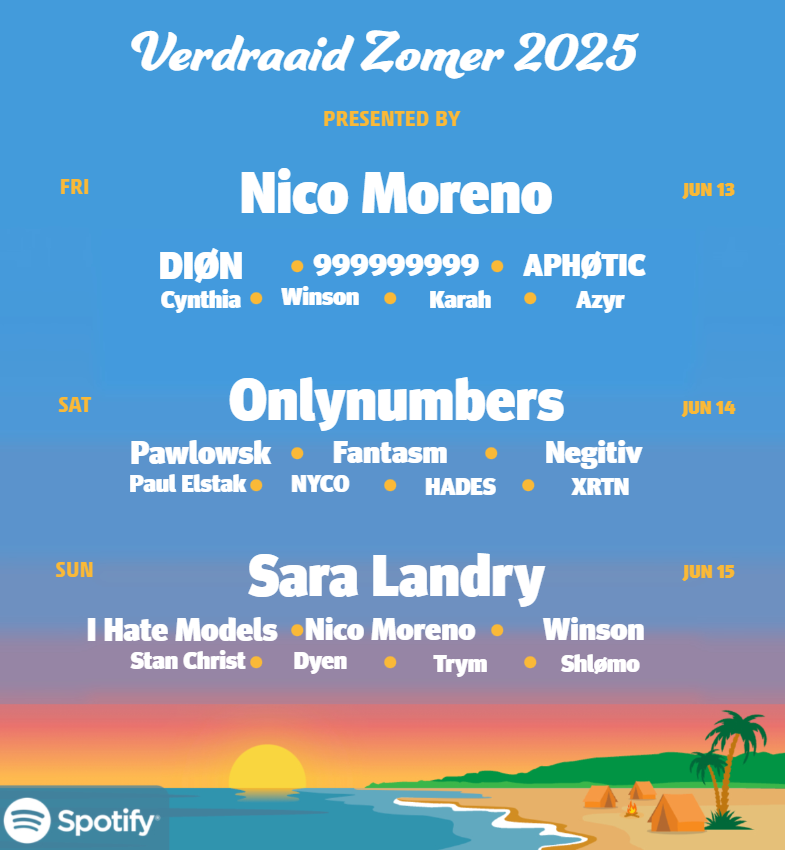 Verdraaid Zomer 2025
PRESENTED BY
FRI
Nico Moreno
JUN 13
DIØN • 999999999 • APHØTIC
Cynthia • Winson • Karah • Azyr
SAT
Onlynumbers
JUN 14
Pawlowsk • Fantasm • Negitiv
Paul Elstak • NYCO • HADES • XRTN
SUN
Sara Landry
JUN 15
I Hate Models • Nico Moreno • Winson
Stan Christ • Dyen • Trym • Shlømo
Spotify